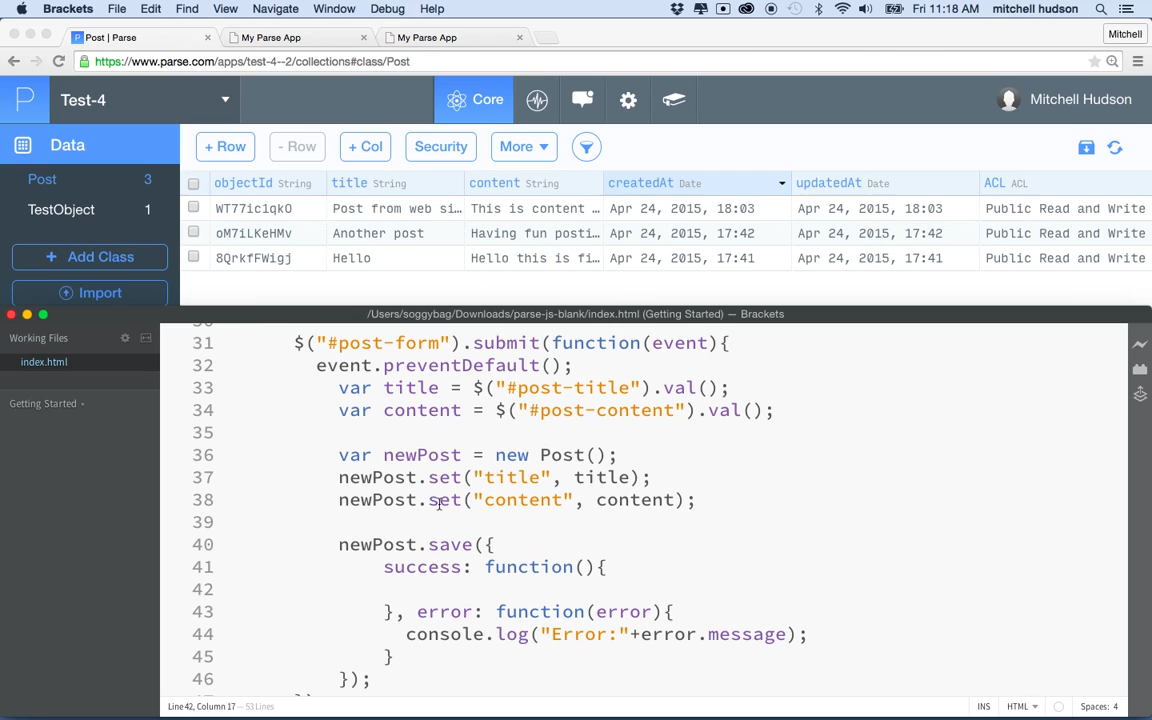 Brackets File Edit Find View Navigate Window Debug Help Fri 11:18 AM mitchell hudson
Post | Parse My Parse App My Parse App Mitchell
https://www.parse.com/apps/test-4--2/collections#class/Post
P Test-4 Core Mitchell Hudson
Data + Row - Row + Col Security More
Post 3
objectId String title String content String createdAt Date updatedAt Date ACL ACL
WT77ic1qkO Post from web si… This is content … Apr 24, 2015, 18:03 Apr 24, 2015, 18:03 Public Read and Write
TestObject 1
oM7iLKeHMv Another post Having fun posti… Apr 24, 2015, 17:42 Apr 24, 2015, 17:42 Public Read and Write
+ Add Class
8QrkfFWigj Hello Hello this is fi… Apr 24, 2015, 17:41 Apr 24, 2015, 17:41 Public Read and Write
Import
/Users/soggybag/Downloads/parse-js-blank/index.html (Getting Started) — Brackets
Working Files
index.html
Getting Started
30
31 $("#post-form").submit(function(event){
32 event.preventDefault();
33 var title = $("#post-title").val();
34 var content = $("#post-content").val();
35
36 var newPost = new Post();
37 newPost.set("title", title);
38 newPost.set("content", content);
39
40 newPost.save({
41 success: function(){
42
43 }, error: function(error){
44 console.log("Error:"+error.message);
45 }
46 });
47 })
Line 42, Column 17 — 53 Lines INS HTML Spaces: 4